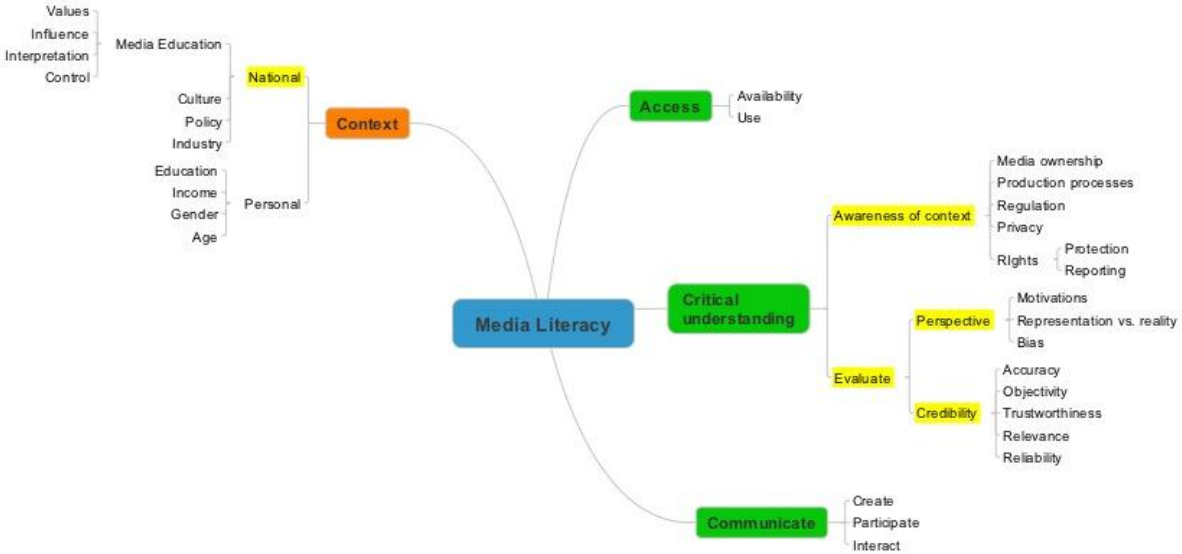 Values
Influence
Interpretation
Control
Media Education
National
Culture
Policy
Industry
Context
Education
Income
Gender
Age
Personal
Media Literacy
Access
Availability
Use
Critical
understanding
Awareness of context
Media ownership
Production processes
Regulation
Privacy
RIghts
Protection
Reporting
Evaluate
Perspective
Motivations
Representation vs. reality
Bias
Credibility
Accuracy
Objectivity
Trustworthiness
Relevance
Reliability
Communicate
Create
Participate
Interact